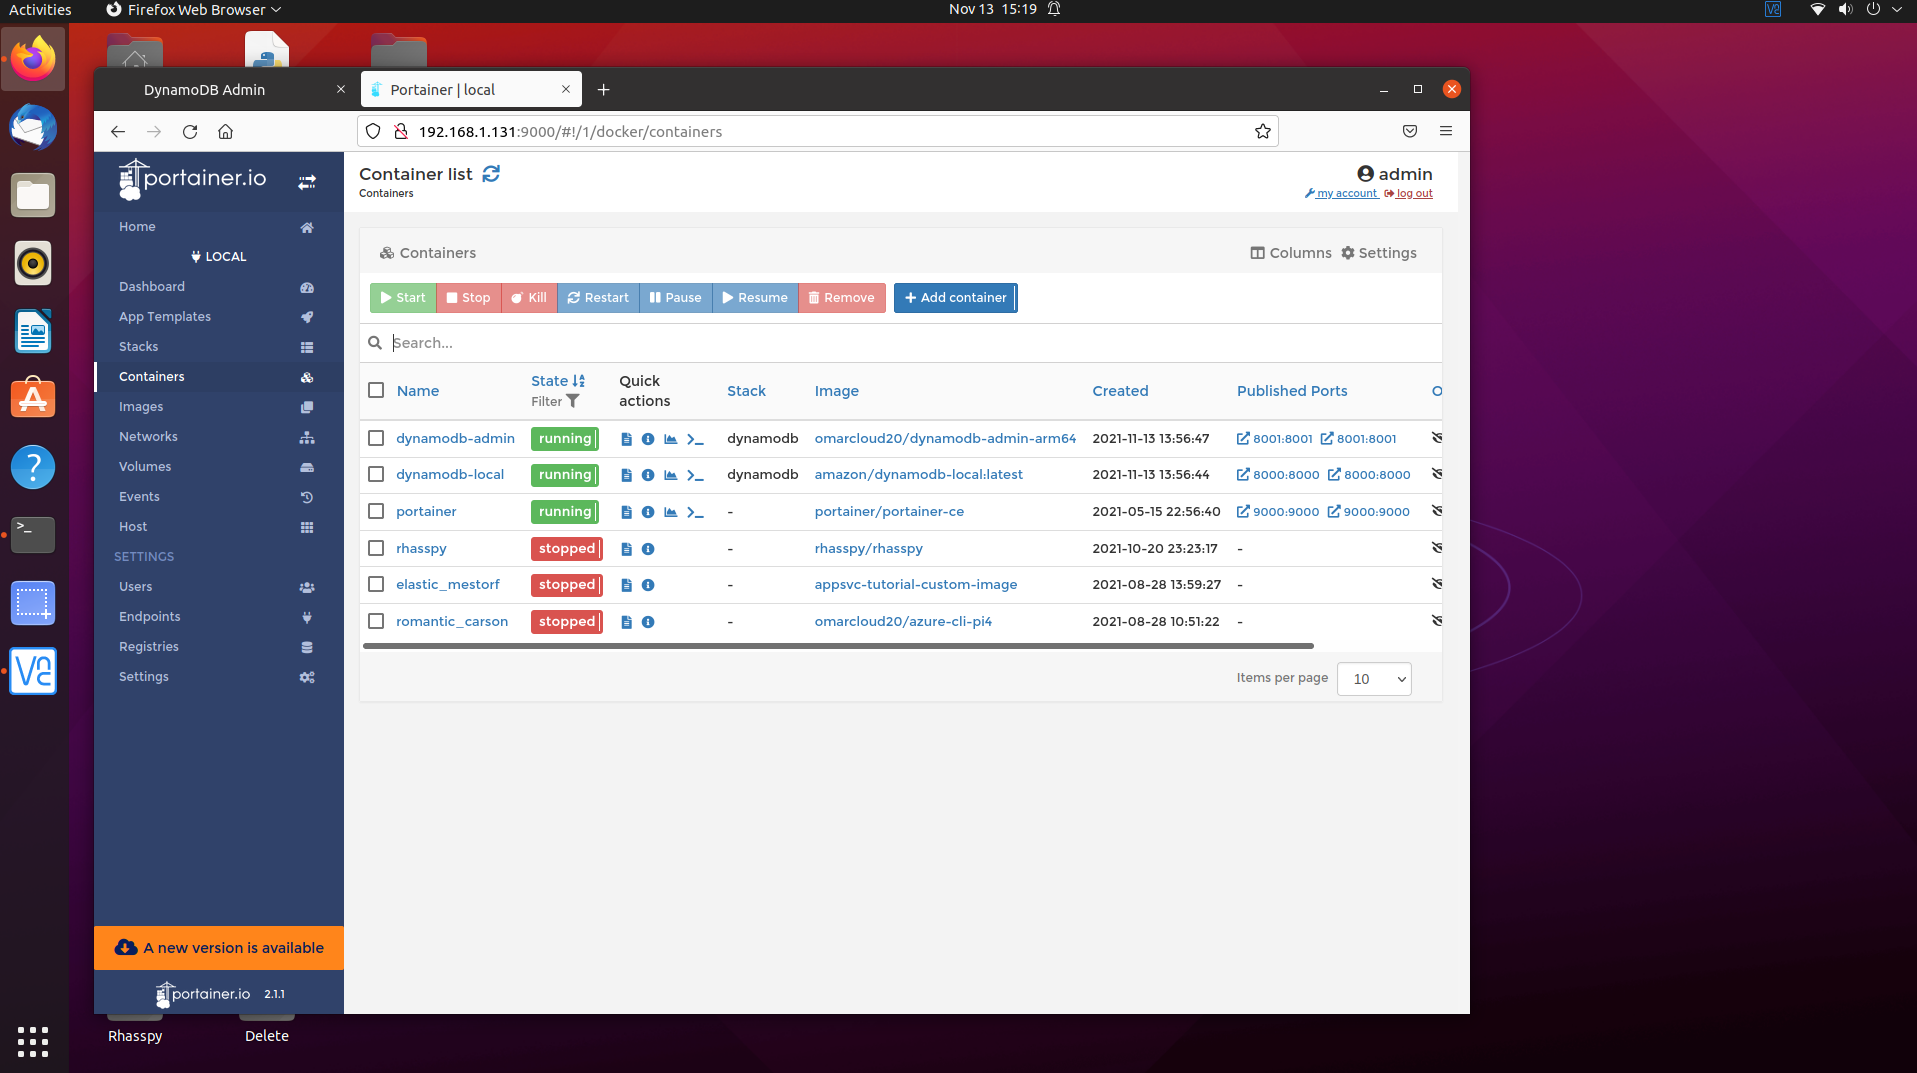 Activities Firefox Web Browser Nov 13 15:19
DynamoDB Admin Portainer | local
192.168.1.131:9000/#!/1/docker/containers
portainer.io
Container list
Containers
admin
my account log out
Home
LOCAL
Dashboard
App Templates
Stacks
Containers
Images
Networks
Volumes
Events
Host
SETTINGS
Users
Endpoints
Registries
Settings
A new version is available
portainer.io 2.1.1
Containers Columns Settings
Start Stop Kill Restart Pause Resume Remove + Add container
Search...
Name State Filter Quick actions Stack Image Created Published Ports O
dynamodb-admin running dynamodb omarcloud20/dynamodb-admin-arm64 2021-11-13 13:56:47 8001:8001 8001:8001
dynamodb-local running dynamodb amazon/dynamodb-local:latest 2021-11-13 13:56:44 8000:8000 8000:8000
portainer running - portainer/portainer-ce 2021-05-15 22:56:40 9000:9000 9000:9000
rhasspy stopped - rhasspy/rhasspy 2021-10-20 23:23:17 -
elastic_mestorf stopped - appsvc-tutorial-custom-image 2021-08-28 13:59:27 -
romantic_carson stopped - omarcloud20/azure-cli-pi4 2021-08-28 10:51:22 -
Items per page 10
Rhasspy Delete